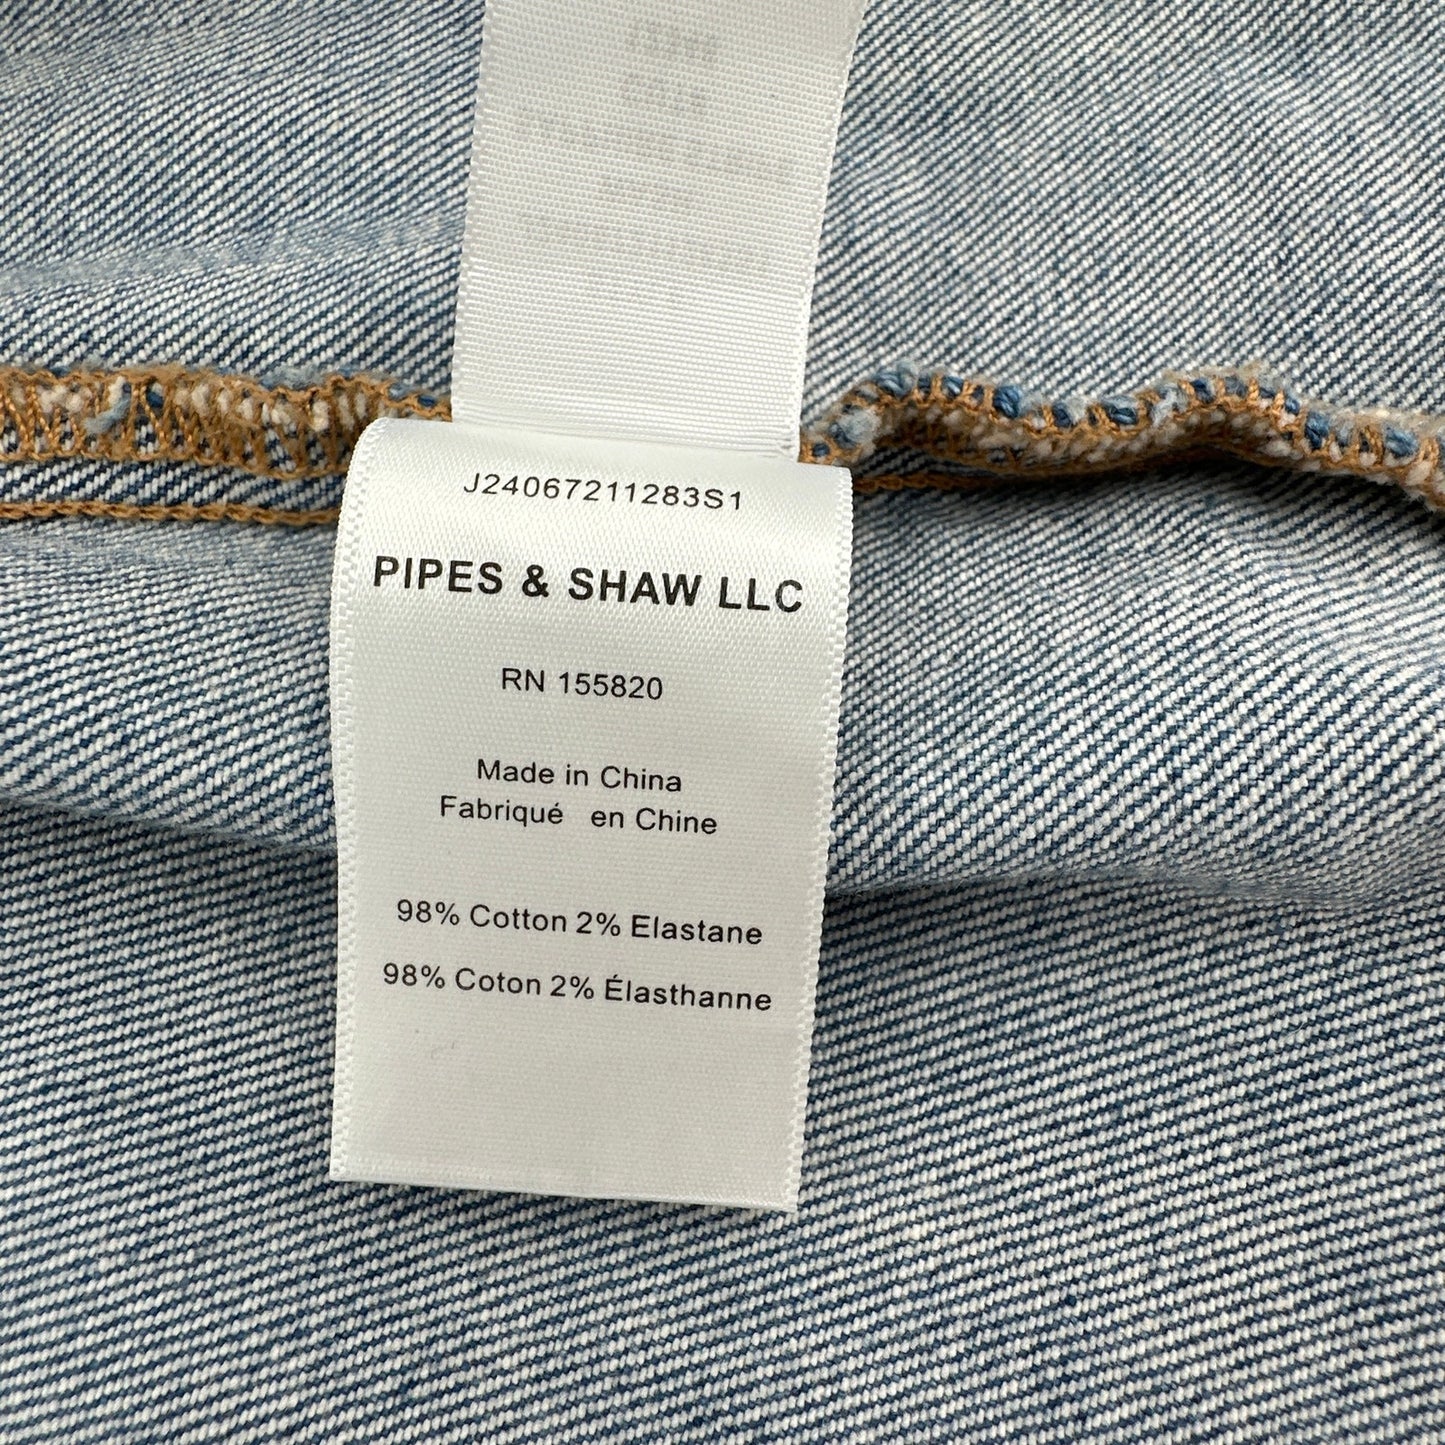 J24067211283S1
PIPES & SHAW LLC
RN 155820
Made in China
Fabriqué en Chine
98% Cotton 2% Elastane
98% Coton 2% Élasthanne